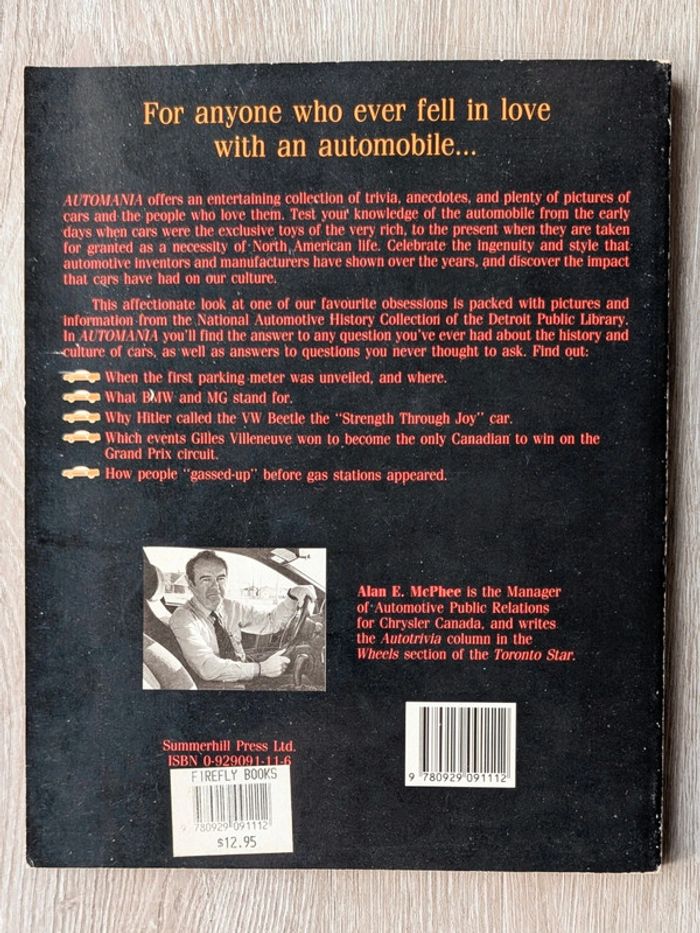 For anyone who ever fell in love
with an automobile...
AUTOMANIA offers an entertaining collection of trivia, anecdotes, and plenty of pictures of
cars and the people who love them. Test your knowledge of the automobile from the early
days when cars were the exclusive toys of the very rich, to the present when they are taken
for granted as a necessity of North American life. Celebrate the ingenuity and style that
automotive inventors and manufacturers have shown over the years, and discover the impact
that cars have had on our culture.
This affectionate look at one of our favourite obsessions is packed with pictures and
information from the National Automotive History Collection of the Detroit Public Library.
In AUTOMANIA you'll find the answer to any question you've ever had about the history and
culture of cars, as well as answers to questions you never thought to ask. Find out:
When the first parking meter was unveiled, and where.
What BMW and MG stand for.
Why Hitler called the VW Beetle the "Strength Through Joy" car.
Which events Gilles Villeneuve won to become the only Canadian to win on the
Grand Prix circuit.
How people "gassed-up" before gas stations appeared.
Alan E. McPhee is the Manager
of Automotive Public Relations
for Chrysler Canada, and writes
the Autotrivia column in the
Wheels section of the Toronto Star.
Summerhill Press Ltd.
ISBN 0-929091-11-6
FIREFLY BOOKS
9 780929 091112
$12.95
9 780929 091112